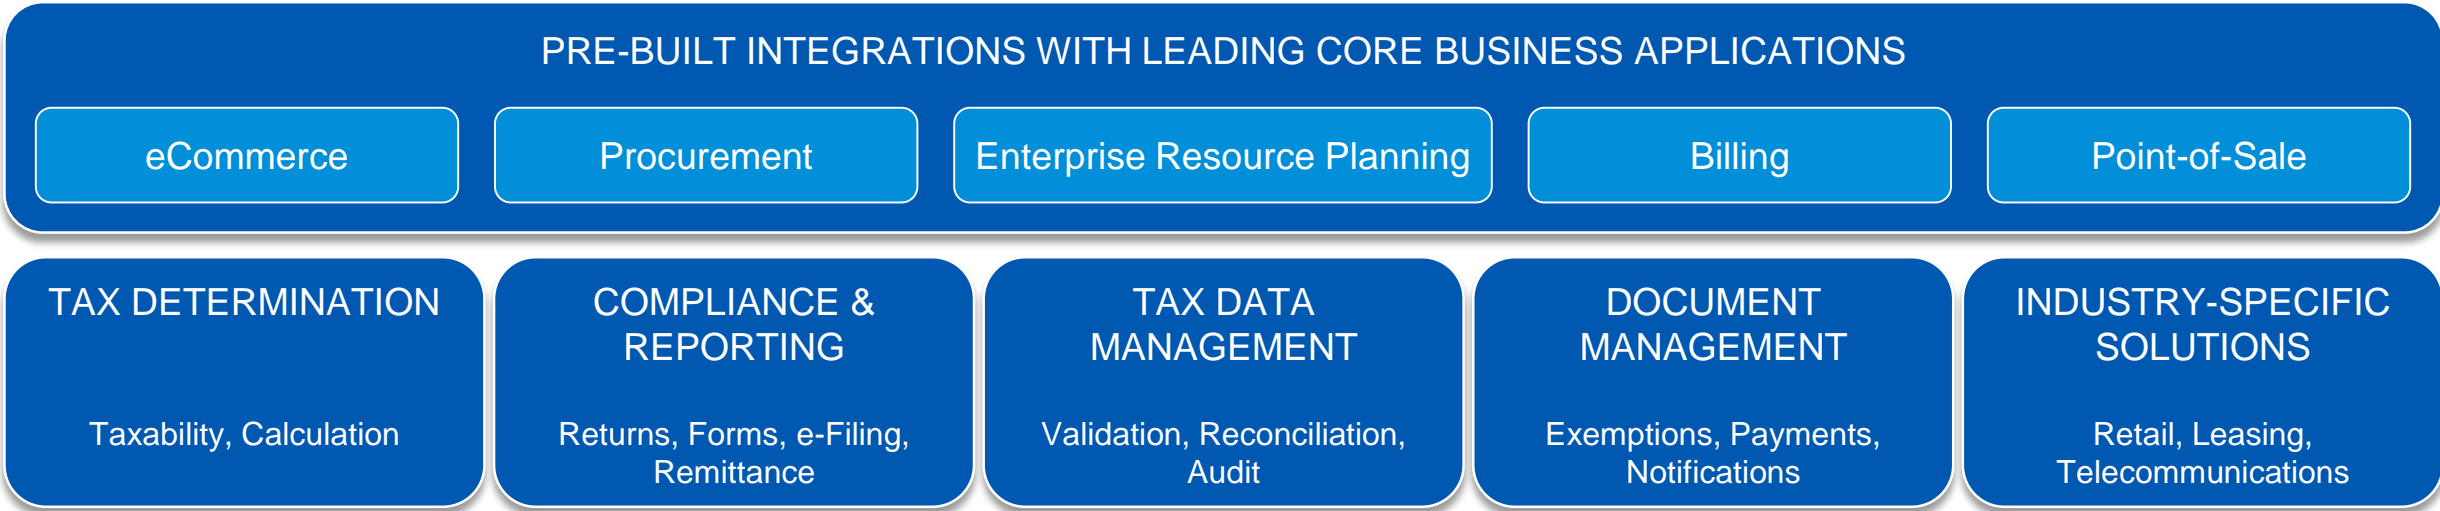 PRE-BUILT INTEGRATIONS WITH LEADING CORE BUSINESS APPLICATIONS
eCommerce
Procurement
Enterprise Resource Planning
Billing
Point-of-Sale
TAX DETERMINATION
Taxability, Calculation
COMPLIANCE &
REPORTING
Returns, Forms, e-Filing,
Remittance
TAX DATA
MANAGEMENT
Validation, Reconciliation,
Audit
DOCUMENT
MANAGEMENT
Exemptions, Payments,
Notifications
INDUSTRY-SPECIFIC
SOLUTIONS
Retail, Leasing,
Telecommunications